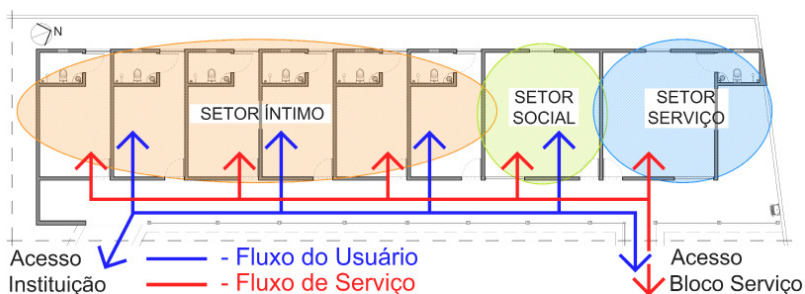 N
SETOR ÍNTIMO
SETOR
SOCIAL
SETOR
SERVIÇO
Acesso
Instituição
- Fluxo do Usuário
- Fluxo de Serviço
Acesso
Bloco Serviço